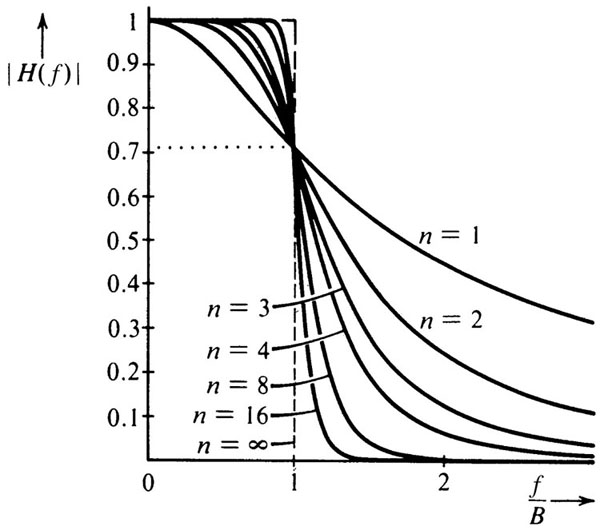 1
|H(f)|
0.9
0.8
0.7
0.6
0.5
0.4
0.3
0.2
0.1
n = 1
n = 2
n = 3
n = 4
n = 8
n = 16
n = ∞
0 1 2
f/B